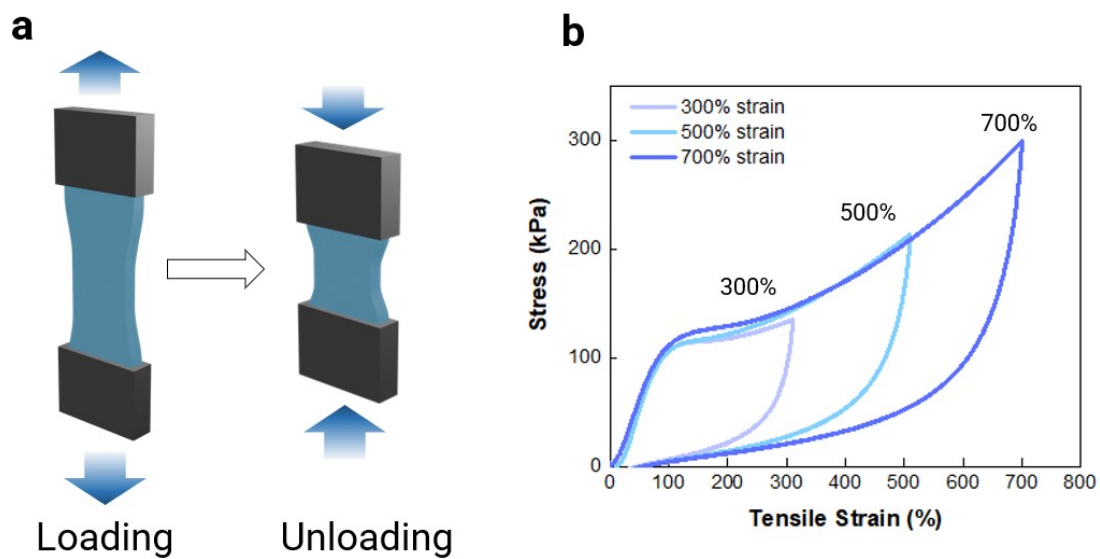 a
Loading
Unloading
b
300% strain
500% strain
700% strain
700%
500%
300%
Stress (kPa)
300
200
100
0
0 100 200 300 400 500 600 700 800
Tensile Strain (%)